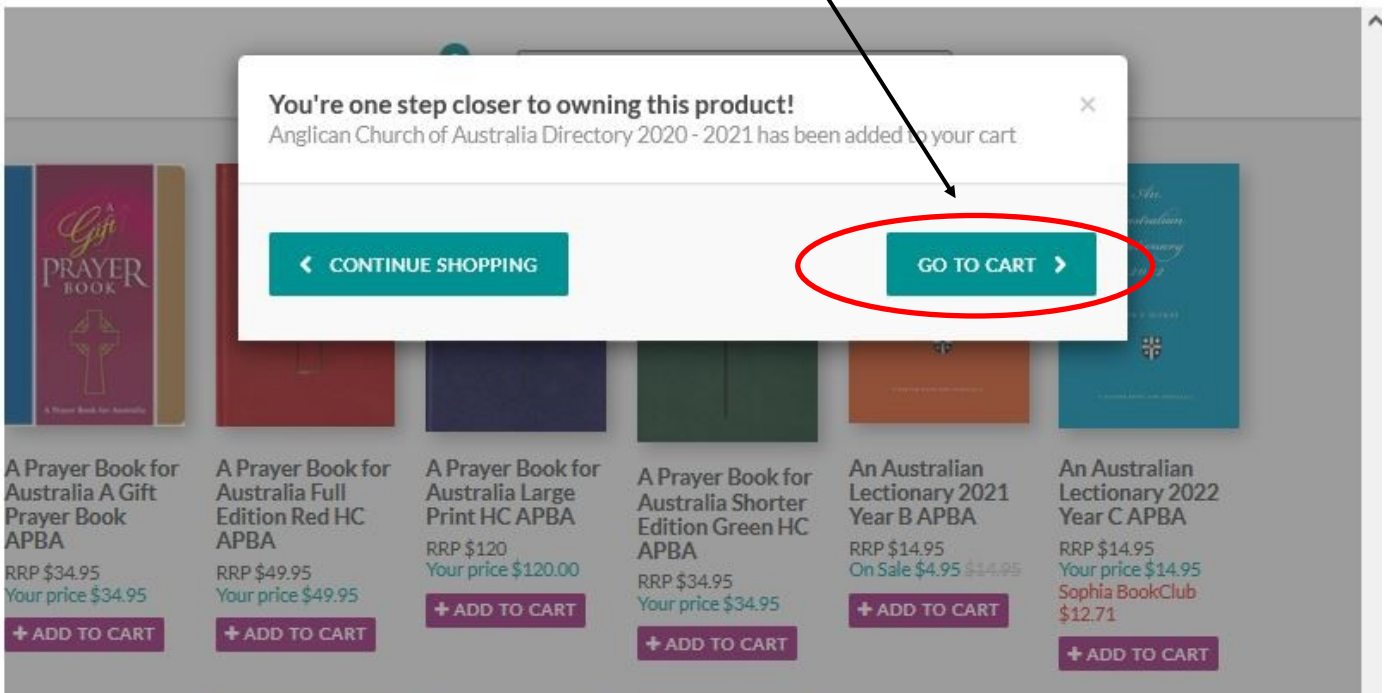 You're one step closer to owning this product!
×
Anglican Church of Australia Directory 2020 - 2021 has been added to your cart
CONTINUE SHOPPING
GO TO CART
A
Gift
PRAYER
BOOK
A Prayer Book for Australia
An
A Prayer Book for
Australia A Gift
Prayer Book
APBA
RRP $34.95
Your price $34.95
+ ADD TO CART
A Prayer Book for
Australia Full
Edition Red HC
APBA
RRP $49.95
Your price $49.95
+ ADD TO CART
A Prayer Book for
Australia Large
Print HC APBA
RRP $120
Your price $120.00
+ ADD TO CART
A Prayer Book for
Australia Shorter
Edition Green HC
APBA
RRP $34.95
Your price $34.95
+ ADD TO CART
An Australian
Lectionary 2021
Year B APBA
RRP $14.95
On Sale $4.95 $14.95
+ ADD TO CART
An Australian
Lectionary 2022
Year C APBA
RRP $14.95
Your price $14.95
Sophia BookClub
$12.71
+ ADD TO CART